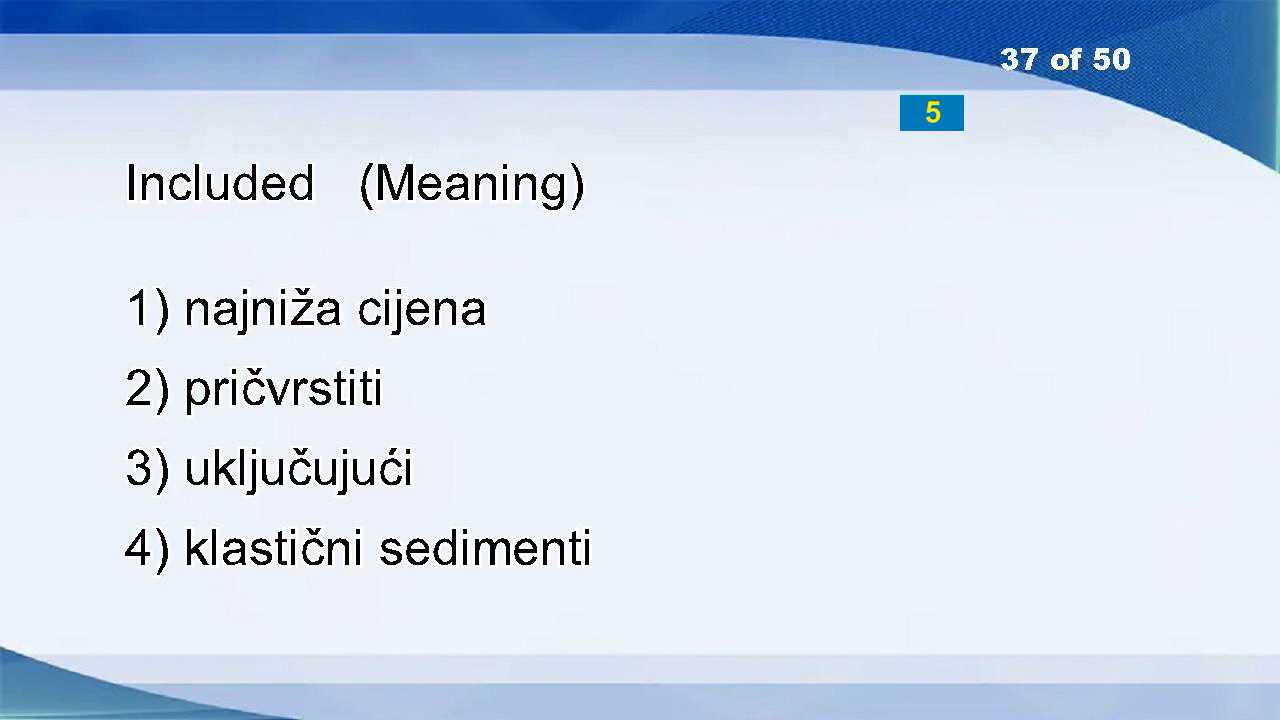 37 of 50
5
Included (Meaning)
1) najniža cijena
2) pričvrstiti
3) uključujući
4) klastični sedimenti